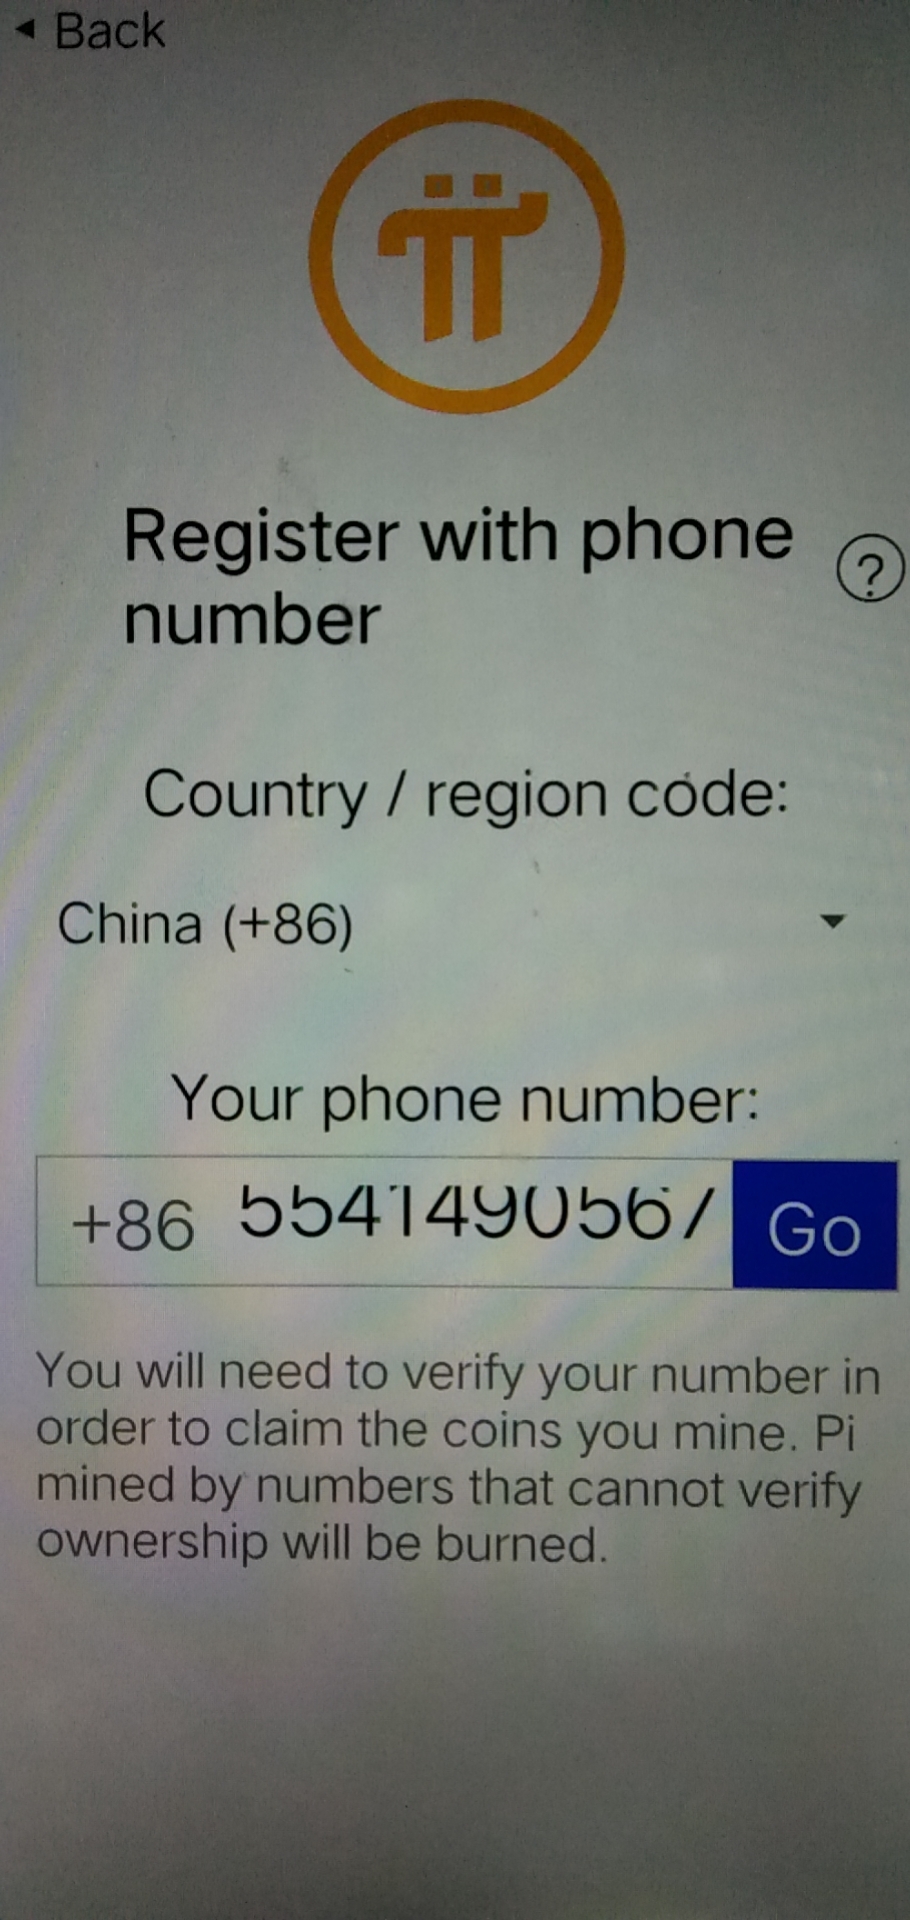 Back
Register with phone
number
?
Country / region code:
China (+86)
Your phone number:
+86 5541490567 Go
You will need to verify your number in
order to claim the coins you mine. Pi
mined by numbers that cannot verify
ownership will be burned.